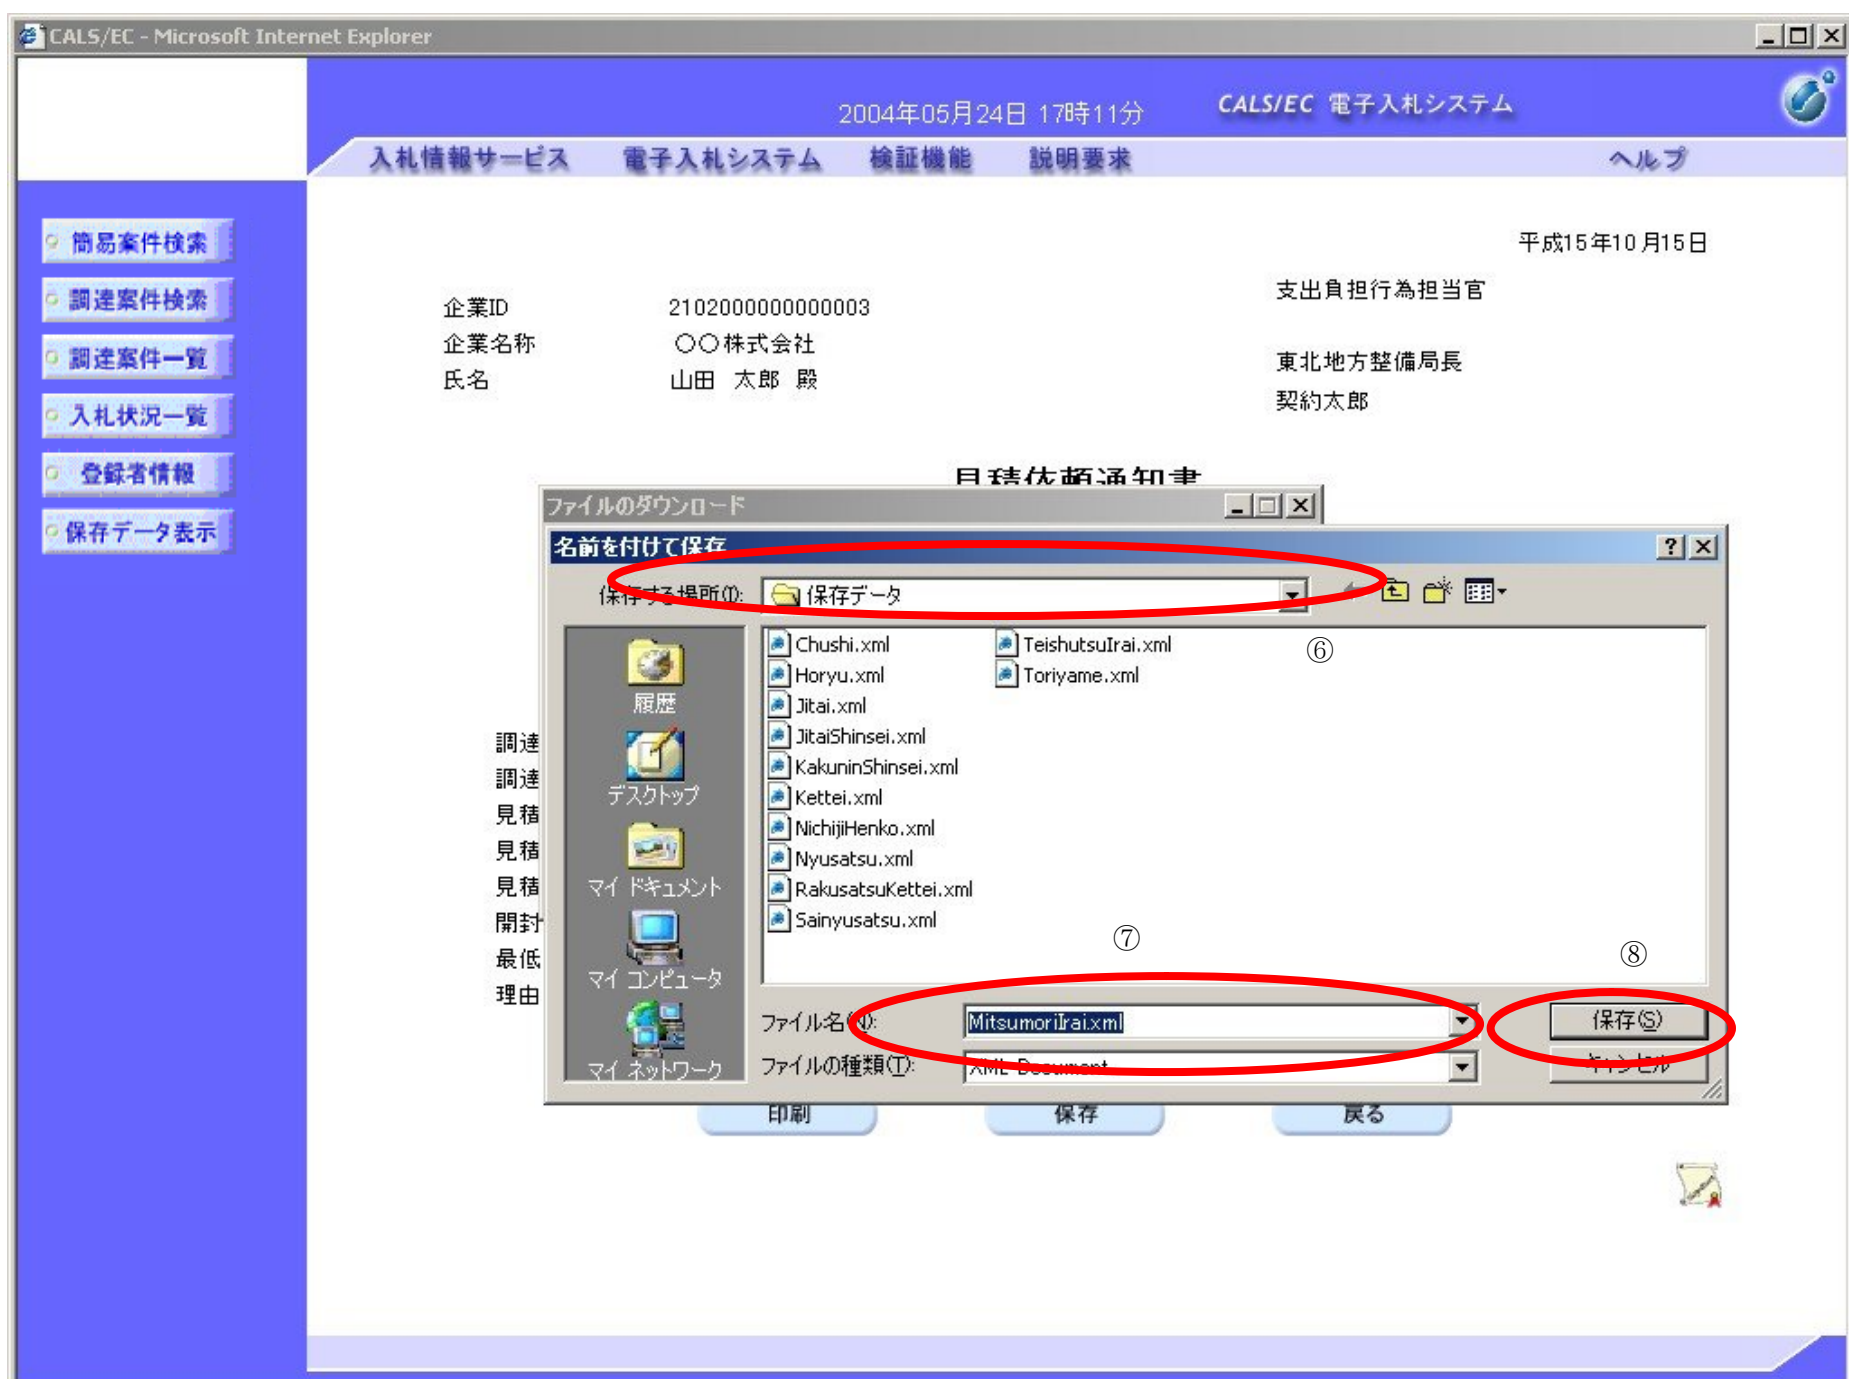 CALS/EC - Microsoft Internet Explorer
2004年05月24日 17時11分
CALS/EC 電子入札システム
入札情報サービス 電子入札システム 検証機能 説明要求 ヘルプ
簡易案件検索
調達案件検索
調達案件一覧
入札状況一覧
登録者情報
保存データ表示
平成15年10月15日
支出負担行為担当官
企業ID 2102000000000003
企業名称 〇〇株式会社
氏名 山田 太郎 殿
東北地方整備局長
契約太郎
見積依頼通知書
ファイルのダウンロード
名前を付けて保存
保存する場所(I): 保存データ
⑥
履歴
デスクトップ
マイ ドキュメント
マイ コンピュータ
マイ ネットワーク
Chushi.xml
Horyu.xml
Jitai.xml
JitaiShinsei.xml
KakuninShinsei.xml
Kettei.xml
NichijiHenko.xml
Nyusatsu.xml
RakusatsuKettei.xml
Sainyusatsu.xml
TeishutsuIrai.xml
Toriyame.xml
⑦
⑧
ファイル名(N): MitsumoriIrai.xml 保存(S)
ファイルの種類(T): XML Document キャンセル
調達
調達
見積
見積
見積
開封
最低
理由
印刷 保存 戻る